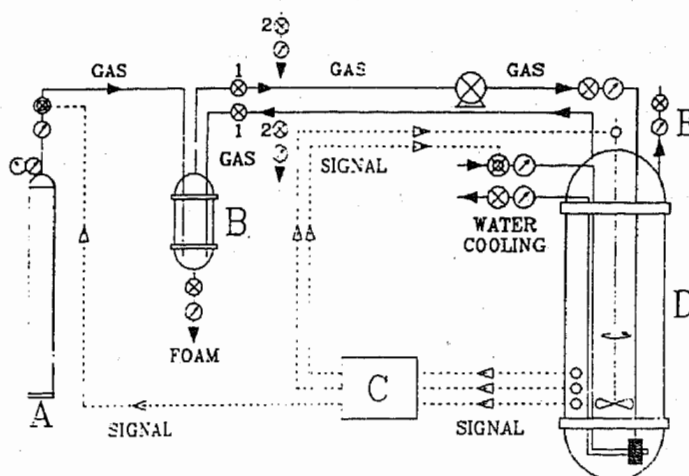 2
GAS
1
GAS
GAS
E
1
2
GAS
SIGNAL
B
WATER
COOLING
D
FOAM
C
A
SIGNAL
SIGNAL